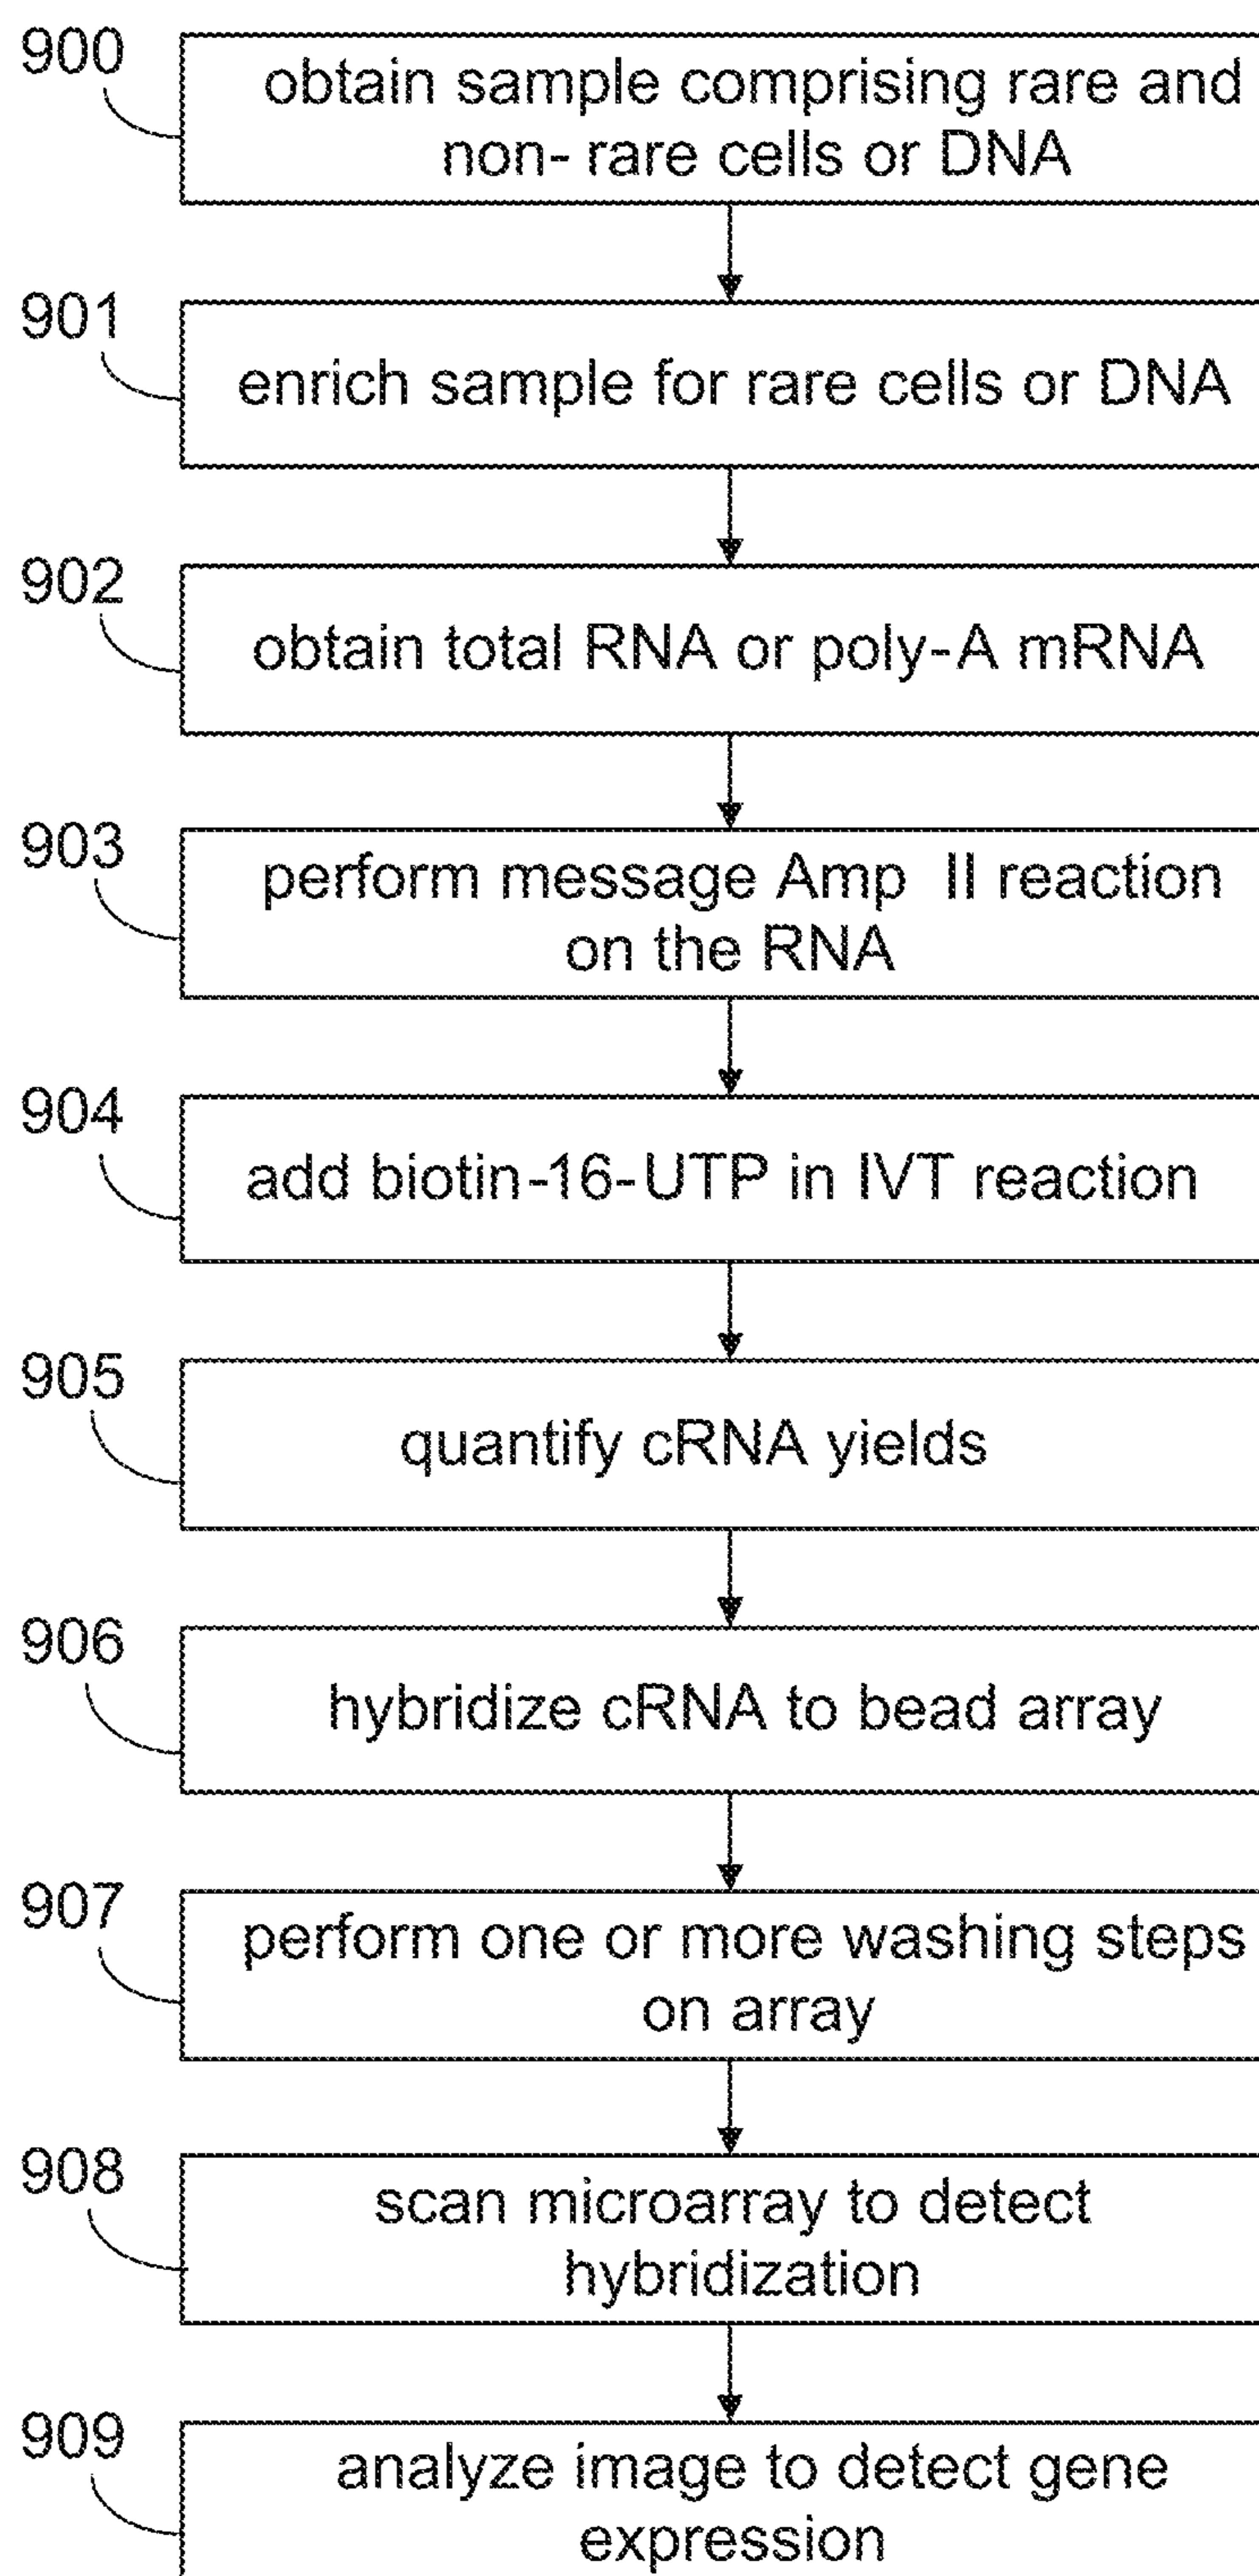 900
obtain sample comprising rare and
non- rare cells or DNA
901
enrich sample for rare cells or DNA
902
obtain total RNA or poly-A mRNA
903
perform message Amp II reaction
on the RNA
904
add biotin-16-UTP in IVT reaction
905
quantify cRNA yields
906
hybridize cRNA to bead array
907
perform one or more washing steps
on array
908
scan microarray to detect
hybridization
909
analyze image to detect gene
expression